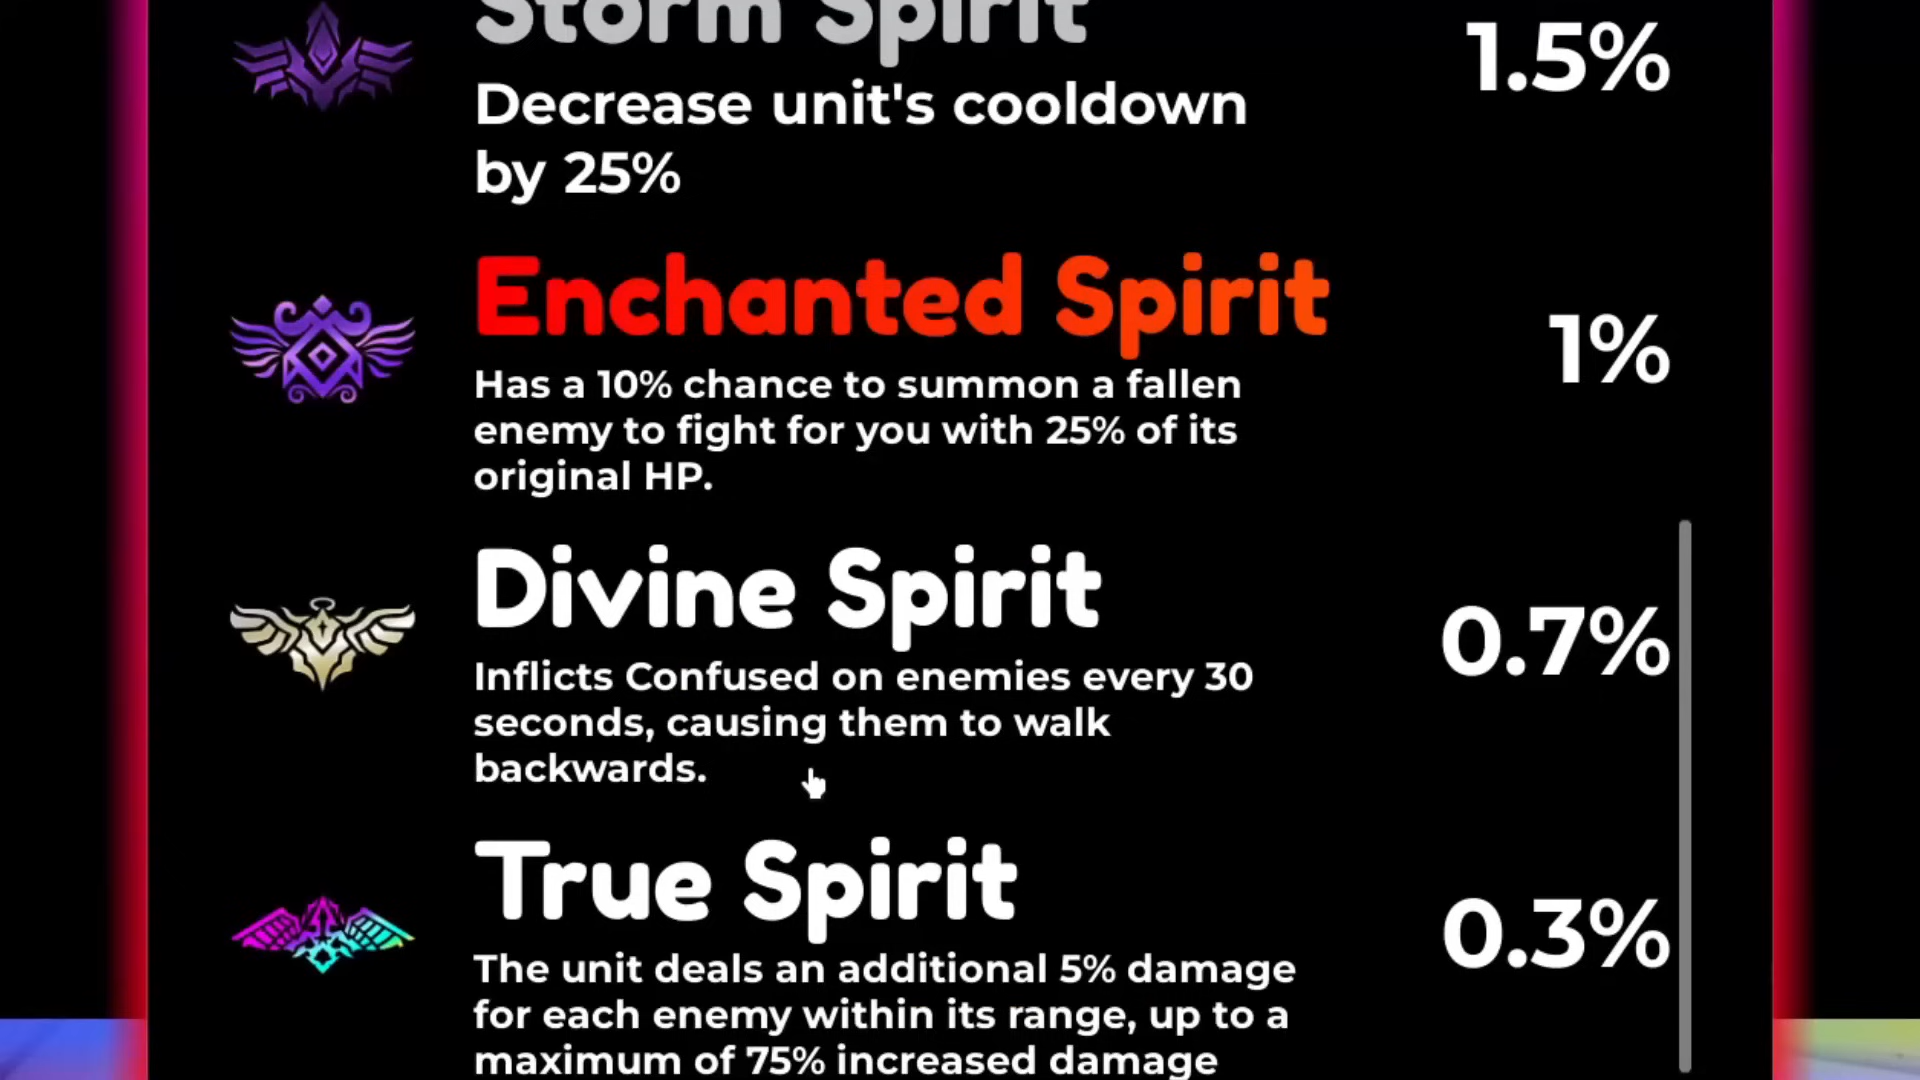 Storm Spirit
1.5%
Decrease unit's cooldown
by 25%
Enchanted Spirit
1%
Has a 10% chance to summon a fallen
enemy to fight for you with 25% of its
original HP.
Divine Spirit
0.7%
Inflicts Confused on enemies every 30
seconds, causing them to walk
backwards.
True Spirit
0.3%
The unit deals an additional 5% damage
for each enemy within its range, up to a
maximum of 75% increased damage